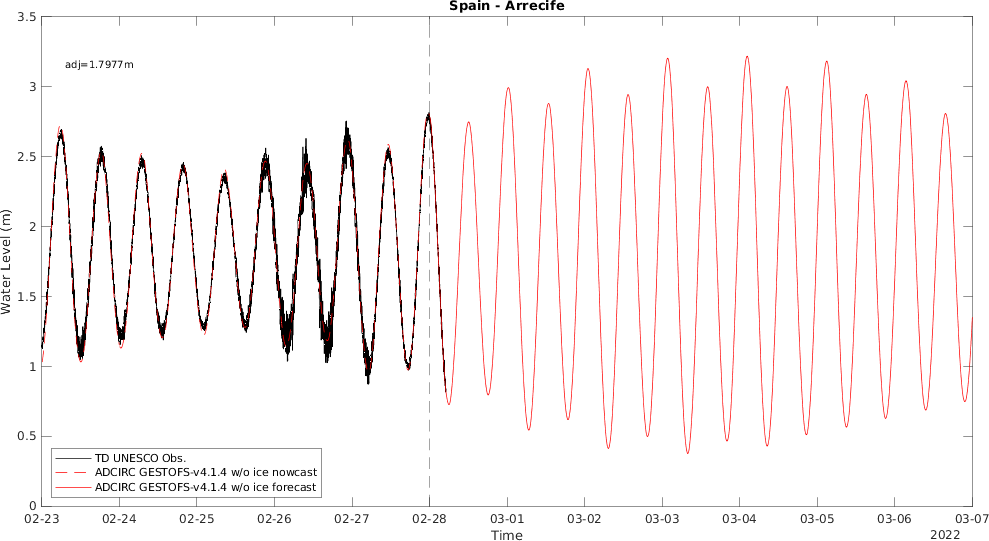 Spain - Arrecife
3.5
3
2.5
2
1.5
1
0.5
0
Water Level (m)
adj=1.7977m
TD UNESCO Obs.
ADCIRC GESTOFS-v4.1.4 w/o ice nowcast
ADCIRC GESTOFS-v4.1.4 w/o ice forecast
02-23 02-24 02-25 02-26 02-27 02-28 03-01 03-02 03-03 03-04 03-05 03-06 03-07
Time
2022